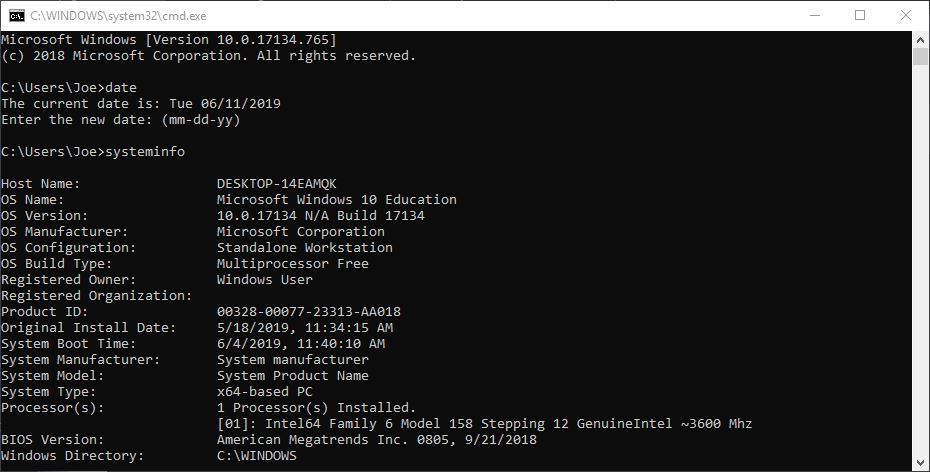 C:\WINDOWS\system32\cmd.exe
Microsoft Windows [Version 10.0.17134.765]
(c) 2018 Microsoft Corporation. All rights reserved.
C:\Users\Joe>date
The current date is: Tue 06/11/2019
Enter the new date: (mm-dd-yy)
C:\Users\Joe>systeminfo
Host Name: DESKTOP-14EAMQK
OS Name: Microsoft Windows 10 Education
OS Version: 10.0.17134 N/A Build 17134
OS Manufacturer: Microsoft Corporation
OS Configuration: Standalone Workstation
OS Build Type: Multiprocessor Free
Registered Owner: Windows User
Registered Organization:
Product ID: 00328-00077-23313-AA018
Original Install Date: 5/18/2019, 11:34:15 AM
System Boot Time: 6/4/2019, 11:40:10 AM
System Manufacturer: System manufacturer
System Model: System Product Name
System Type: x64-based PC
Processor(s): 1 Processor(s) Installed.
[01]: Intel64 Family 6 Model 158 Stepping 12 GenuineIntel ~3600 Mhz
BIOS Version: American Megatrends Inc. 0805, 9/21/2018
Windows Directory: C:\WINDOWS